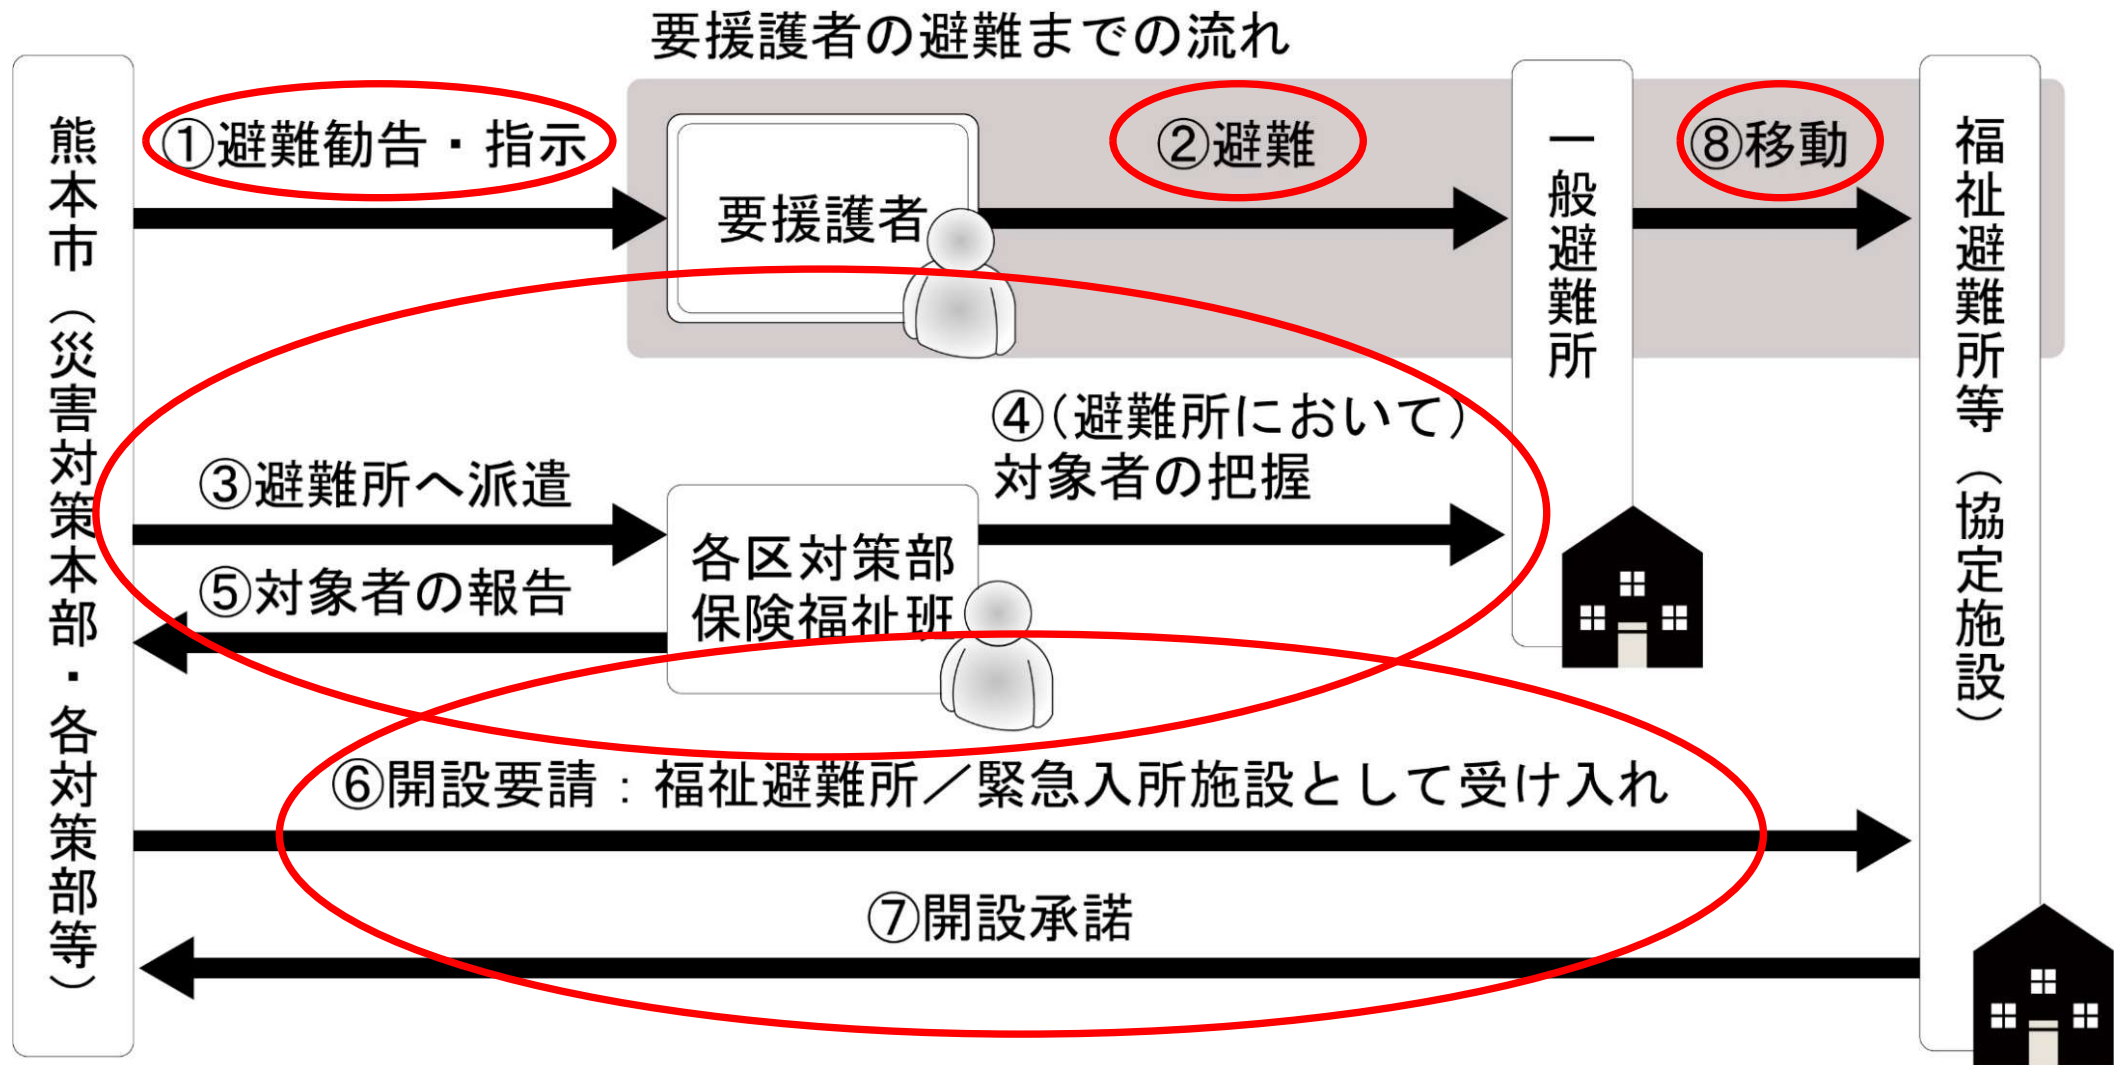 要援護者の避難までの流れ
熊本市（災害対策本部・各対策部等）
①避難勧告・指示
要援護者
②避難
一般避難所
⑧移動
福祉避難所等（協定施設）
③避難所へ派遣
④（避難所において）
対象者の把握
各区対策部
保険福祉班
⑤対象者の報告
⑥開設要請：福祉避難所／緊急入所施設として受け入れ
⑦開設承諾